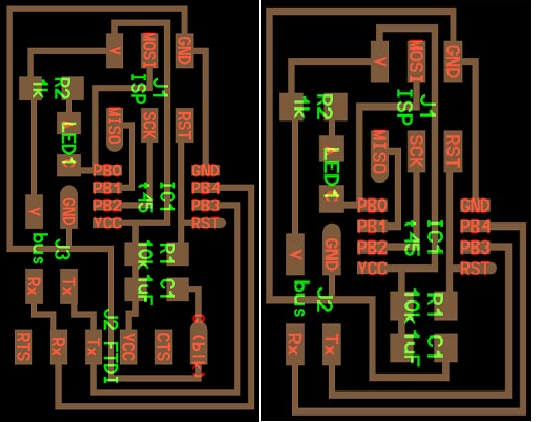 V
MOSI
GND
J1
ISP
1k
R2
MISO
SCK
RST
LED1
A
C
PB0
PB1
PB2
VCC
GND
PB4
PB3
RST
t45
IC1
V
GND
bus
J3
10k
R1
1uF
C1
Rx
Tx
J2 FTDI
RTS
Rx
Tx
VCC
CTS
G (blk)
V
MOSI
GND
J1
ISP
1k
R2
MISO
SCK
RST
LED1
A
C
PB0
PB1
PB2
VCC
GND
PB4
PB3
RST
t45
IC1
V
GND
bus
J2
10k
R1
1uF
C1
Rx
Tx